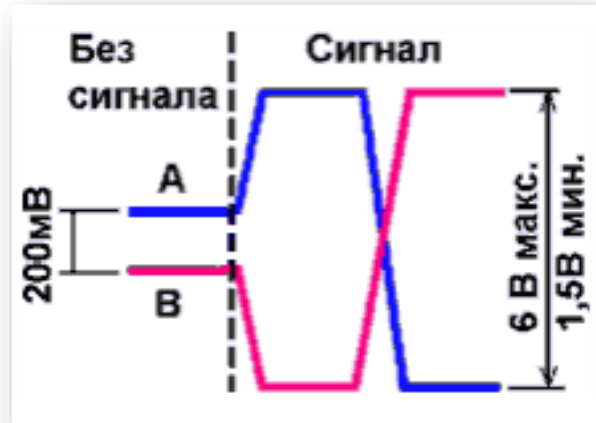 Без
сигнала
Сигнал
A
B
200мВ
6 В макс.
1,5В мин.